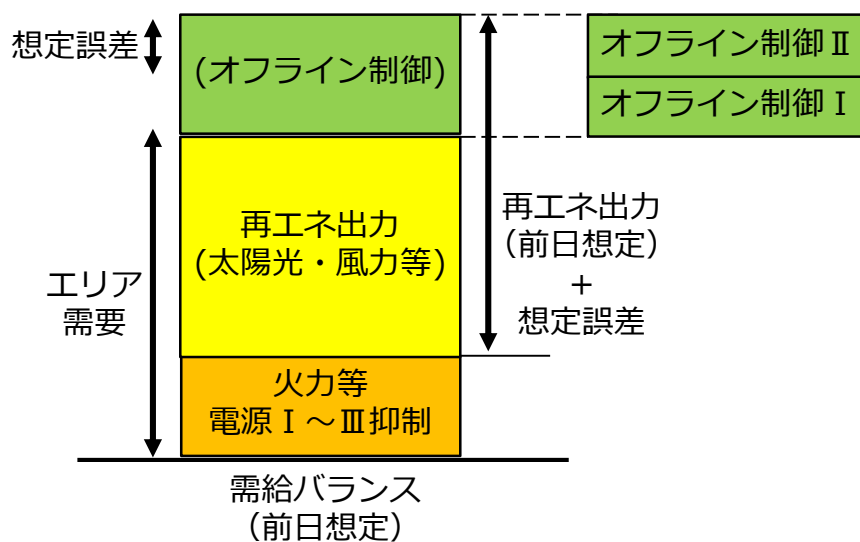 想定誤差
(オフライン制御)
オフライン制御Ⅱ
オフライン制御Ⅰ
エリア
需要
再エネ出力
(太陽光・風力等)
再エネ出力
（前日想定）
＋
想定誤差
火力等
電源Ⅰ～Ⅲ抑制
需給バランス
（前日想定）